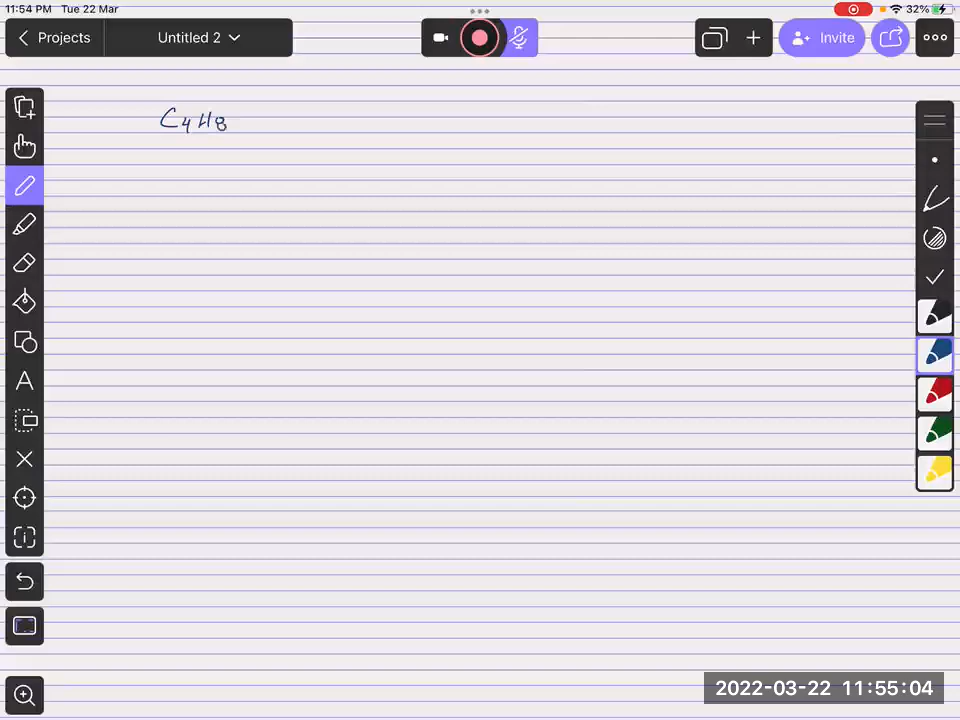 11:54 PM Tue 22 Mar 32%
Projects Untitled 2 Invite
C4H8
A
2022-03-22 11:55:04